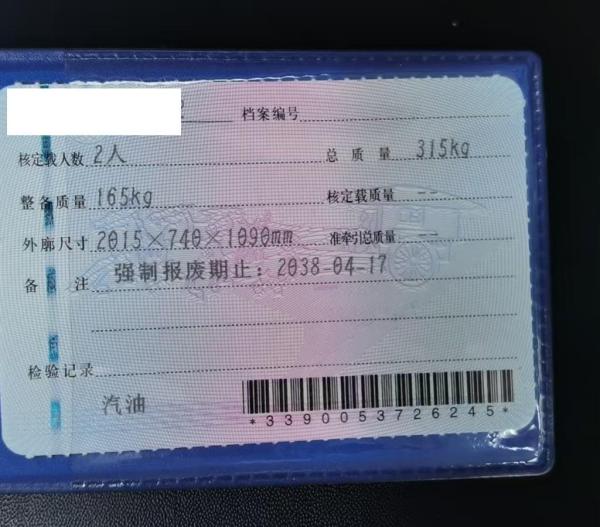 档案编号
核定载人数 2人 总质量 315kg
整备质量 165kg 核定载质量 --
外廓尺寸 2015×740×1090mm 准牵引总质量 --
备注 强制报废期止：2038-04-17
检验记录
汽油
*3390053726245*